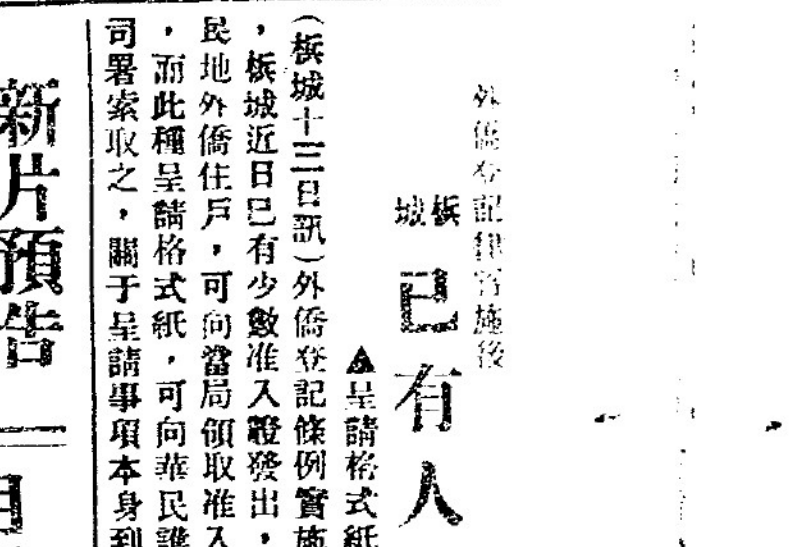 外僑登記律實施後
檳城
已有人
▲呈請格式紙
(檳城十三日訊)外僑登記條例實施
，檳城近日已有少數准入證發出，
民地外僑住戶，可向當局領取准入
，而此種呈請格式紙，可向華民護
司署索取之，關于呈請事項本身到
新片預告